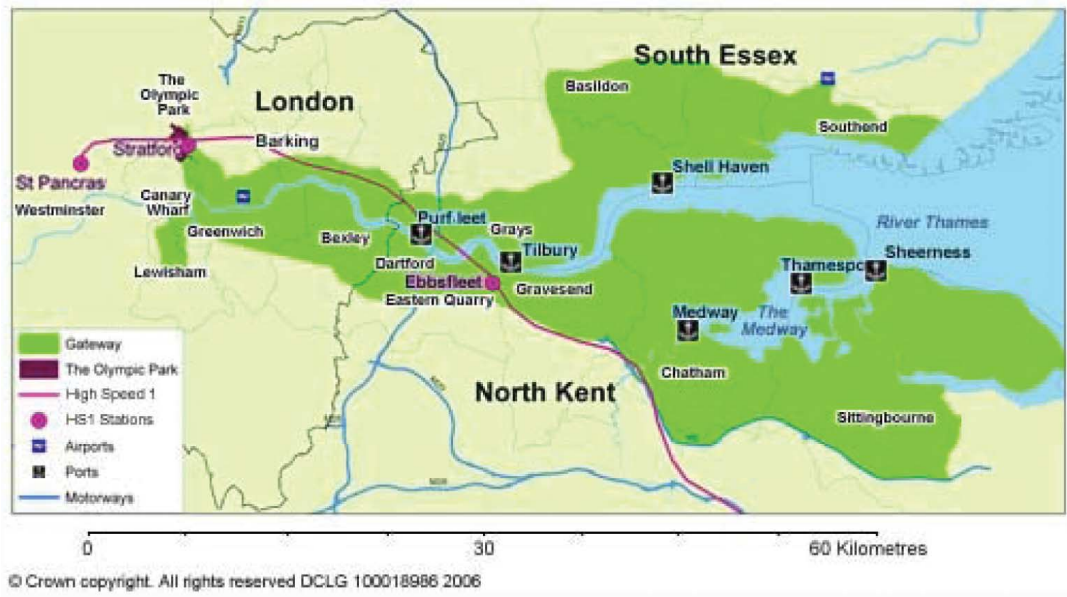 South Essex
Basildon
The
Olympic
Park
London
Southend
Stratford
Barking
Shell Haven
St Pancras
Canary
Wharf
Westminster
Purfleet
River Thames
Greenwich
Bexley
Grays
Tilbury
Sheerness
Dartford
Thamespo
Lewisham
Ebbsfleet
Gravesend
Eastern Quarry
Medway
The
Medway
Gateway
The Olympic Park
Chatham
North Kent
High Speed 1
HS1 Stations
Sittingbourne
Airports
Ports
Motorways
0
30
60 Kilometres
© Crown copyright. All rights reserved DCLG 100018986 2006